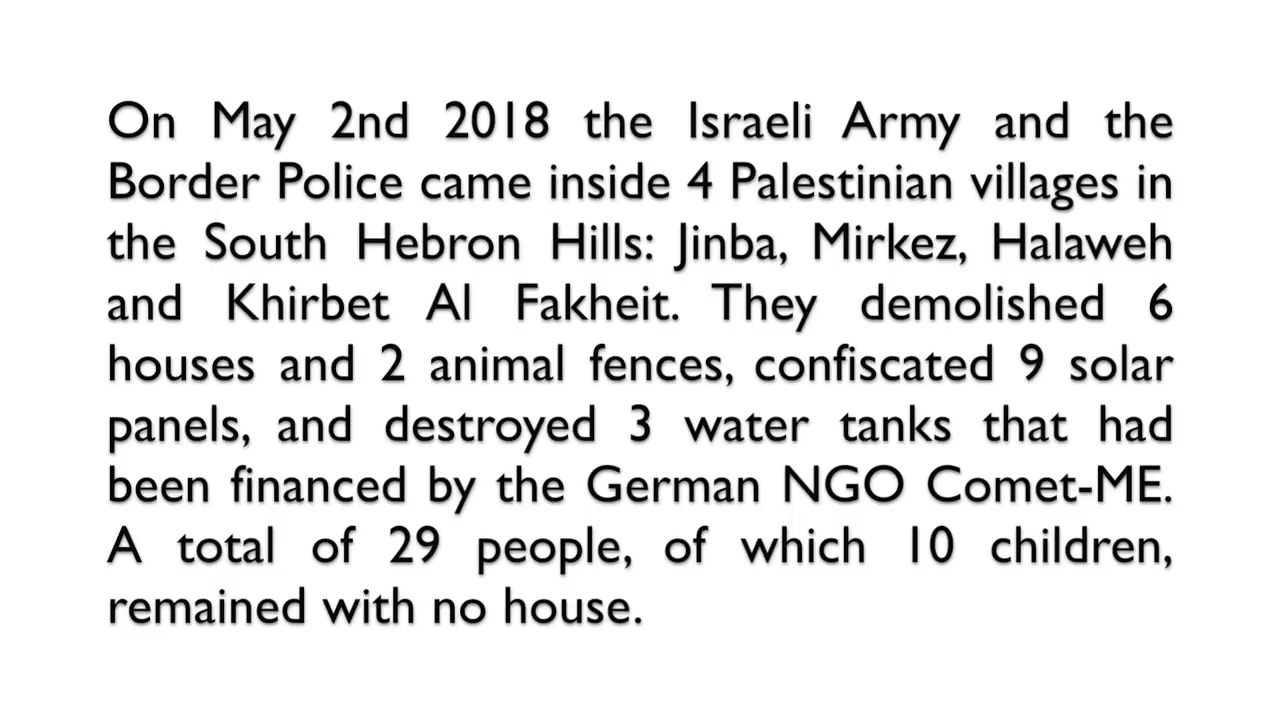 On May 2nd 2018 the Israeli Army and the
Border Police came inside 4 Palestinian villages in
the South Hebron Hills: Jinba, Mirkez, Halaweh
and Khirbet Al Fakheit. They demolished 6
houses and 2 animal fences, confiscated 9 solar
panels, and destroyed 3 water tanks that had
been financed by the German NGO Comet-ME.
A total of 29 people, of which 10 children,
remained with no house.